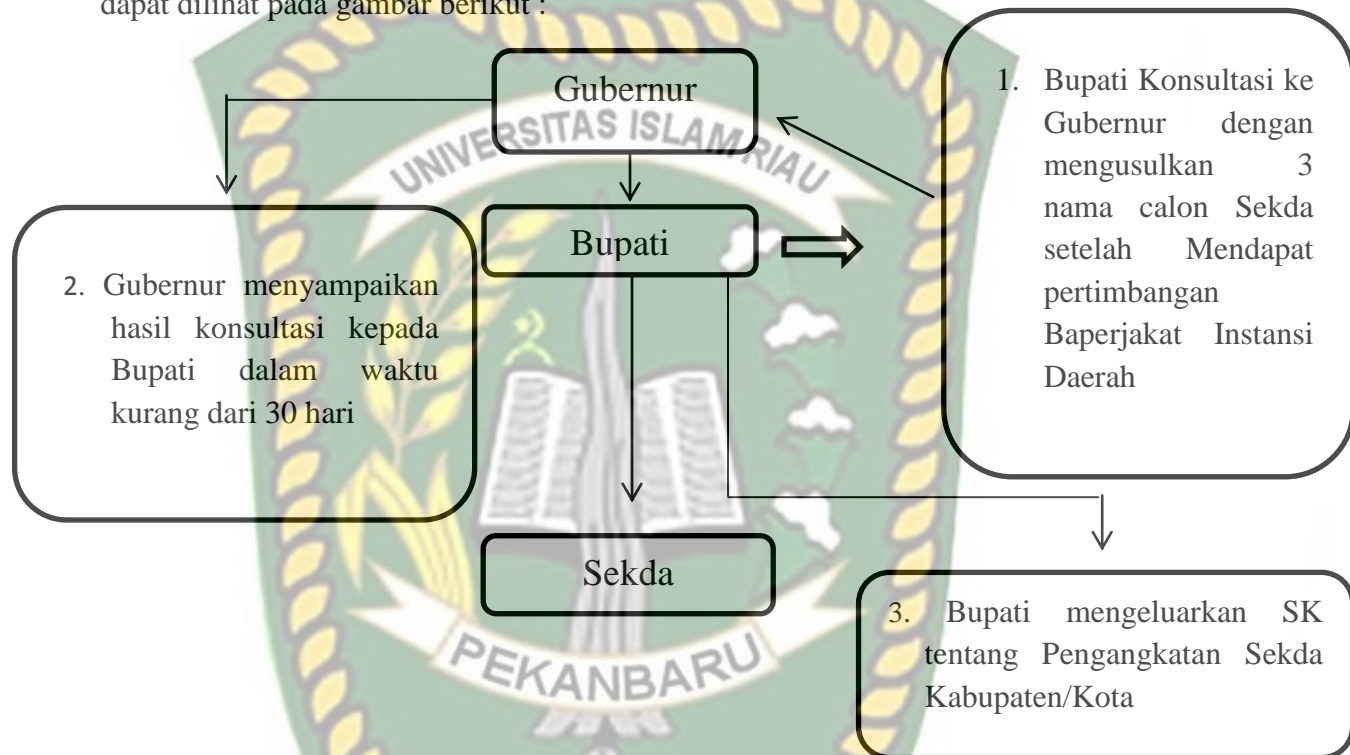 dapat dilihat pada gambar berikut :
Gubernur
UNIVERSITAS ISLAM RIAU
1. Bupati Konsultasi ke
Gubernur dengan
mengusulkan 3
nama calon Sekda
setelah Mendapat
pertimbangan
Baperjakat Instansi
Daerah
Bupati
2. Gubernur menyampaikan
hasil konsultasi kepada
Bupati dalam waktu
kurang dari 30 hari
Sekda
3. Bupati mengeluarkan SK
tentang Pengangkatan Sekda
Kabupaten/Kota
PEKANBARU